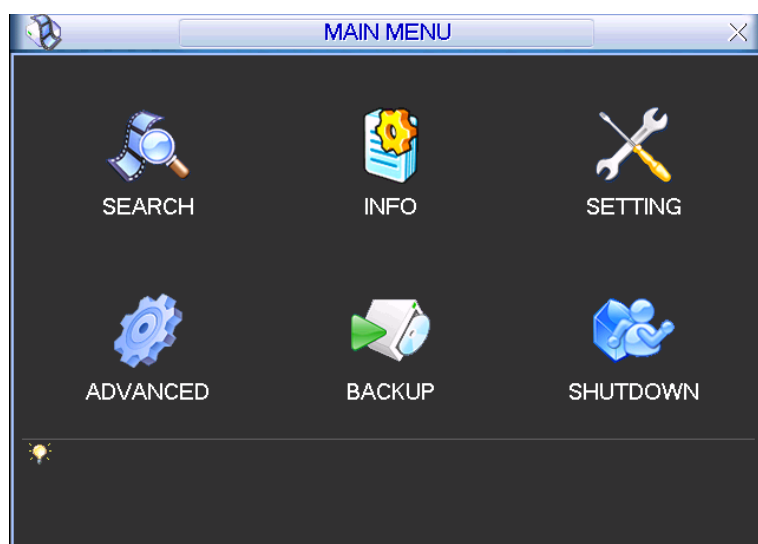 MAIN MENU
SEARCH
INFO
SETTING
ADVANCED
BACKUP
SHUTDOWN